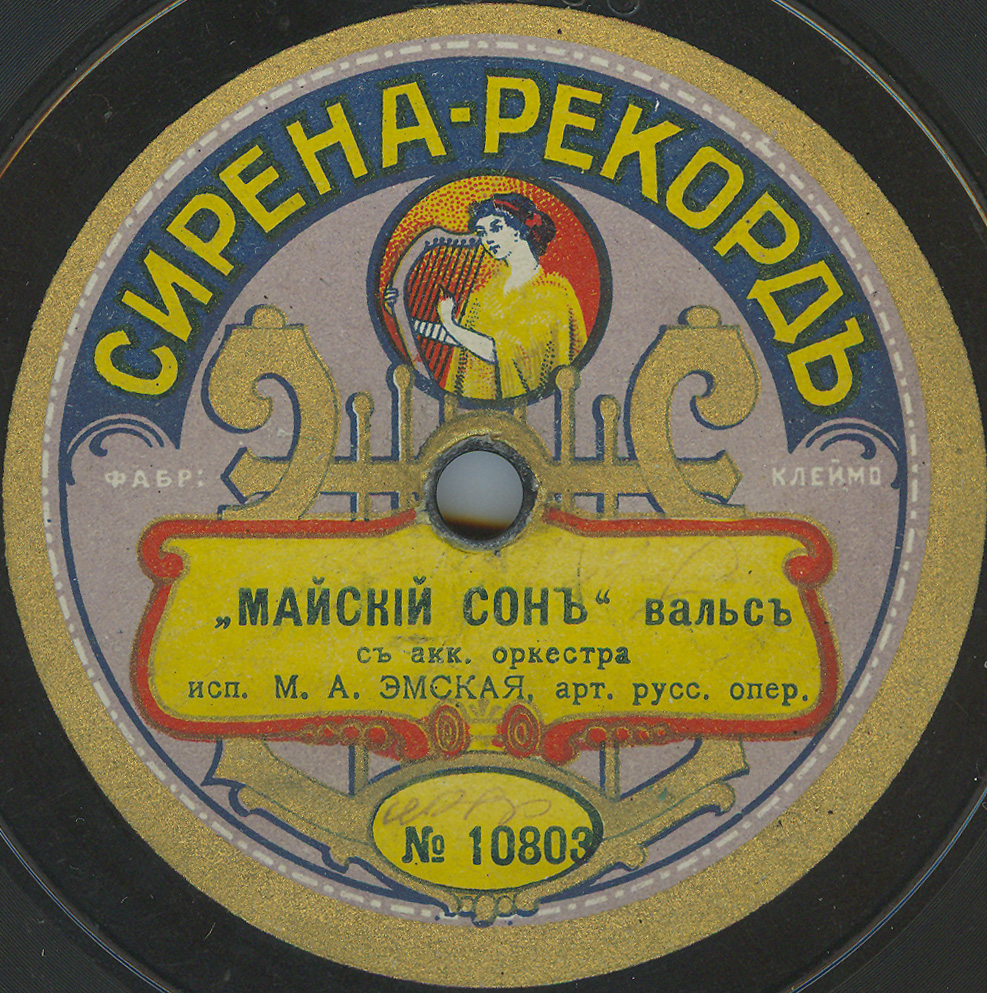 СИРЕНА-РЕКОРДЪ
ФАБР: КЛЕЙМО
„МАЙСКІЙ СОНЪ“ вальсъ
съ акк. оркестра
исп. М. А. ЭМСКАЯ, арт. русс. опер.
№ 10803